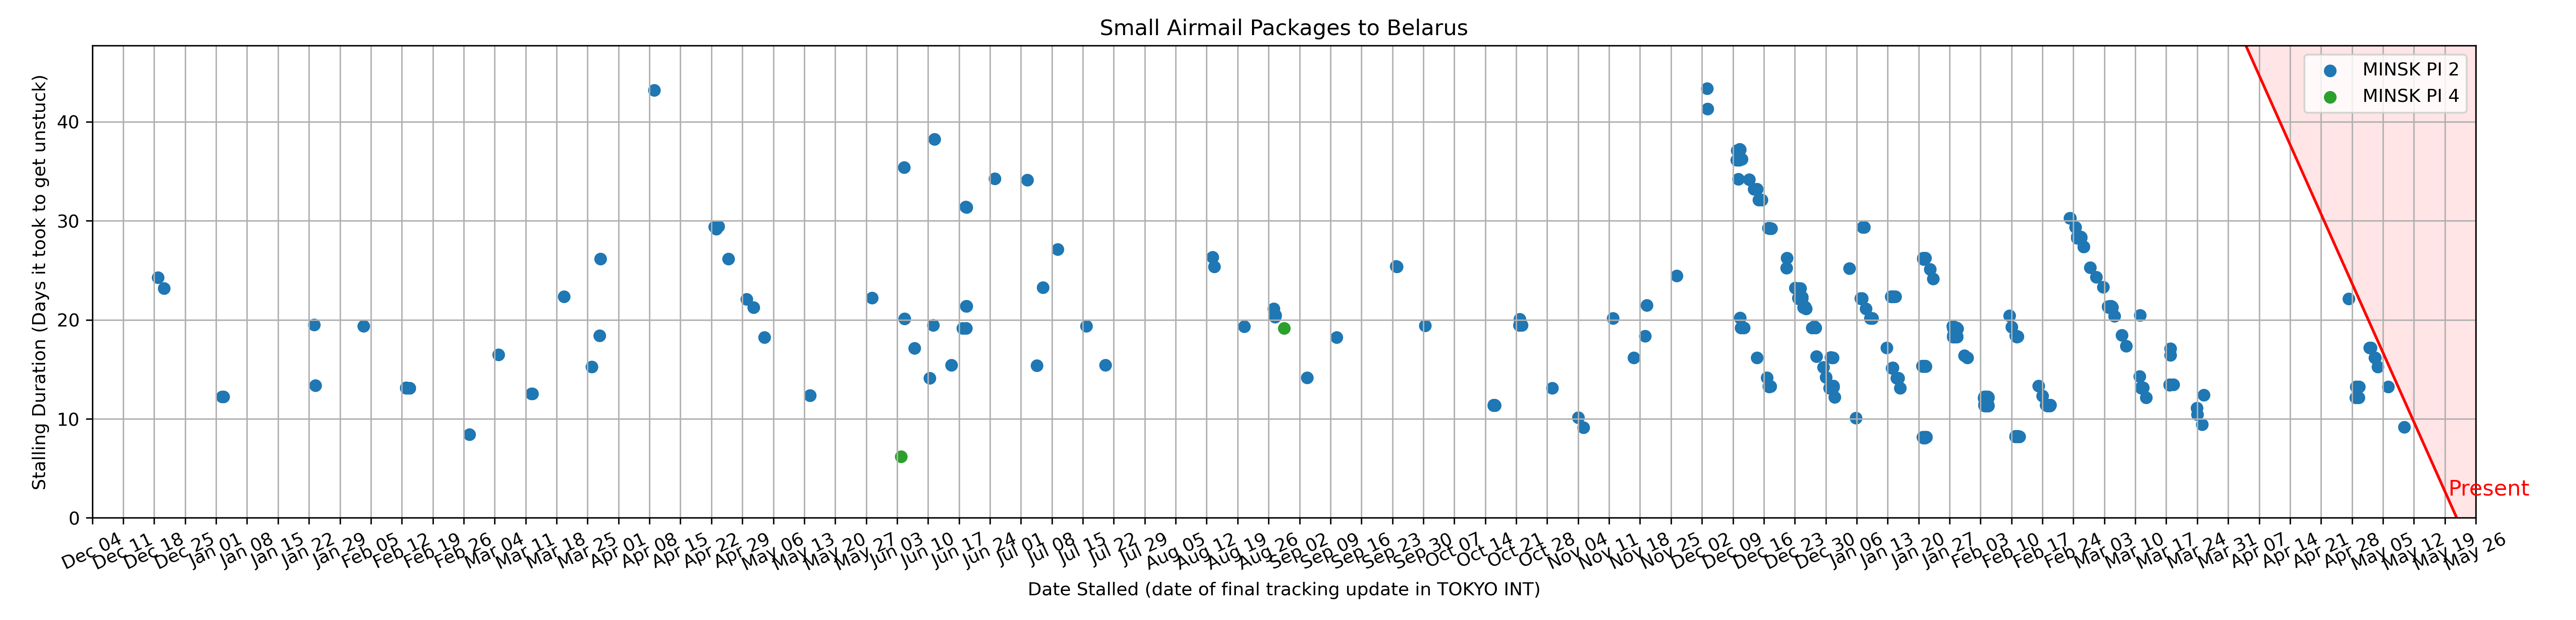 Small Airmail Packages to Belarus
MINSK PI 2
MINSK PI 4
Stalling Duration (Days it took to get unstuck)
40
30
20
10
0
Present
Dec 04
Dec 11
Dec 18
Dec 25
Jan 01
Jan 08
Jan 15
Jan 22
Jan 29
Feb 05
Feb 12
Feb 19
Feb 26
Mar 04
Mar 11
Mar 18
Mar 25
Apr 01
Apr 08
Apr 15
Apr 22
Apr 29
May 06
May 13
May 20
May 27
Jun 03
Jun 10
Jun 17
Jun 24
Jul 01
Jul 08
Jul 15
Jul 22
Jul 29
Aug 05
Aug 12
Aug 19
Aug 26
Sep 02
Sep 09
Sep 16
Sep 23
Sep 30
Oct 07
Oct 14
Oct 21
Oct 28
Nov 04
Nov 11
Nov 18
Nov 25
Dec 02
Dec 09
Dec 16
Dec 23
Dec 30
Jan 06
Jan 13
Jan 20
Jan 27
Feb 03
Feb 10
Feb 17
Feb 24
Mar 03
Mar 10
Mar 17
Mar 24
Mar 31
Apr 07
Apr 14
Apr 21
Apr 28
May 05
May 12
May 19
May 26
Date Stalled (date of final tracking update in TOKYO INT)